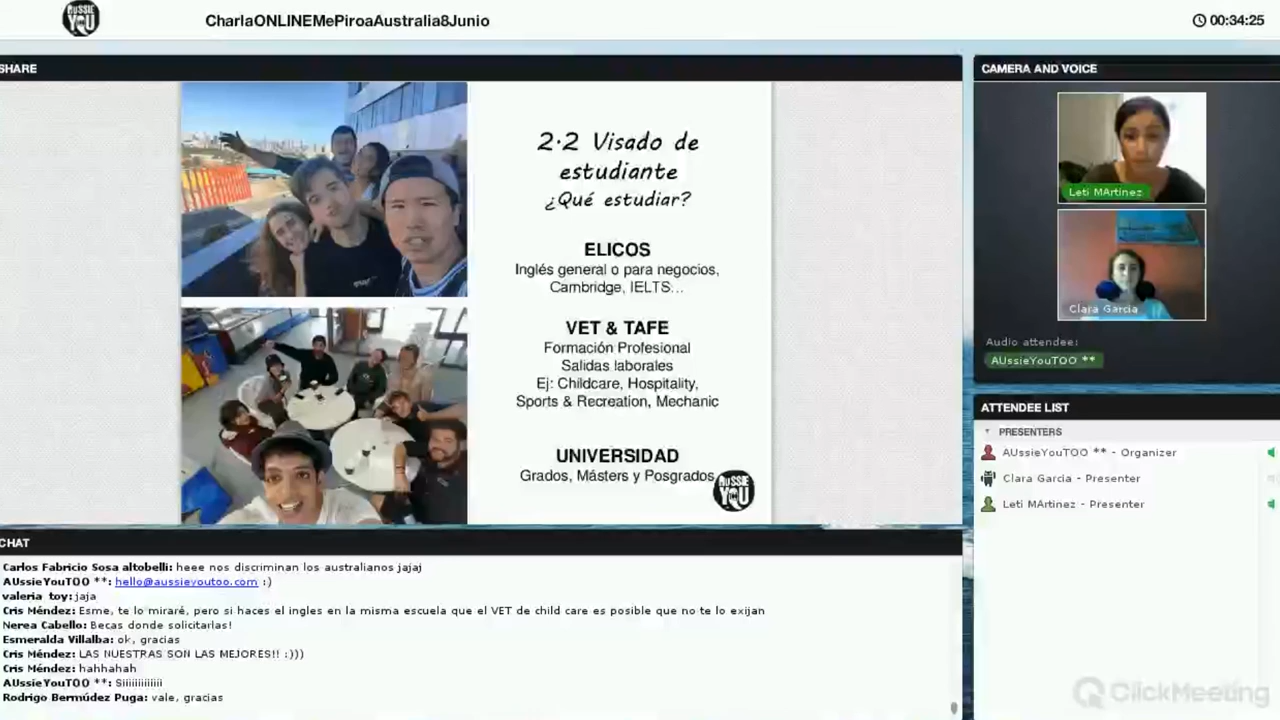 AUSSIE YOU
CharlaONLINEMePiroaAustralia8Junio
00:34:25
SHARE
2·2 Visado de
estudiante
¿Qué estudiar?
ELICOS
Inglés general o para negocios,
Cambridge, IELTS...
VET & TAFE
Formación Profesional
Salidas laborales
Ej: Childcare, Hospitality,
Sports & Recreation, Mechanic
UNIVERSIDAD
Grados, Másters y Posgrados
AUSSIE YOU
CAMERA AND VOICE
Leti MArtinez
Clara Garcia
Audio attendee:
AUssieYouTOO **
ATTENDEE LIST
PRESENTERS
AUssieYouTOO ** - Organizer
Clara Garcia - Presenter
Leti MArtinez - Presenter
CHAT
Carlos Fabricio Sosa altobelli: heee nos discriminan los australianos jajaj
AUssieYouTOO **: hello@aussieyoutoo.com :)
valeria toy: jaja
Cris Méndez: Esme, te lo miraré, pero si haces el ingles en la misma escuela que el VET de child care es posible que no te lo exijan
Nerea Cabello: Becas donde solicitarlas!
Esmeralda Villalba: ok, gracias
Cris Méndez: LAS NUESTRAS SON LAS MEJORES!! :)))
Cris Méndez: hahhahah
AUssieYouTOO **: Siiiiiiiiiiiii
Rodrigo Bermúdez Puga: vale, gracias
ClickMeeting